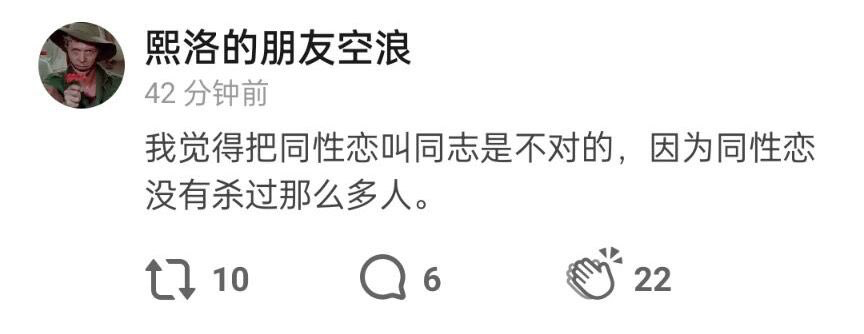 熙洛的朋友空浪
42 分钟前
我觉得把同性恋叫同志是不对的，因为同性恋
没有杀过那么多人。
10 6 22